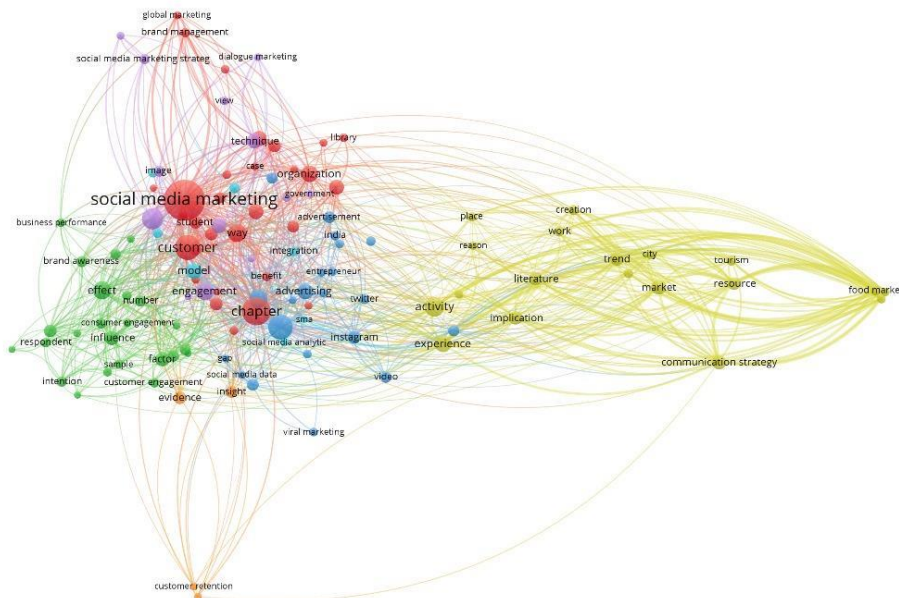 global marketing
brand management
social media marketing strateg
dialogue marketing
view
technique
library
case
image
organization
government
social media marketing
business performance
student
advertisement
place
creation
way
india
work
customer
reason
brand awareness
integration
city
trend
tourism
model
benefit
entrepreneur
literature
resource
market
food marke
effect
number
engagement
advertising
twitter
activity
chapter
implication
consumer engagement
sma
respondent
influence
social media analytic
instagram
experience
factor
gap
communication strategy
sample
social media data
video
intention
customer engagement
insight
evidence
viral marketing
customer retention